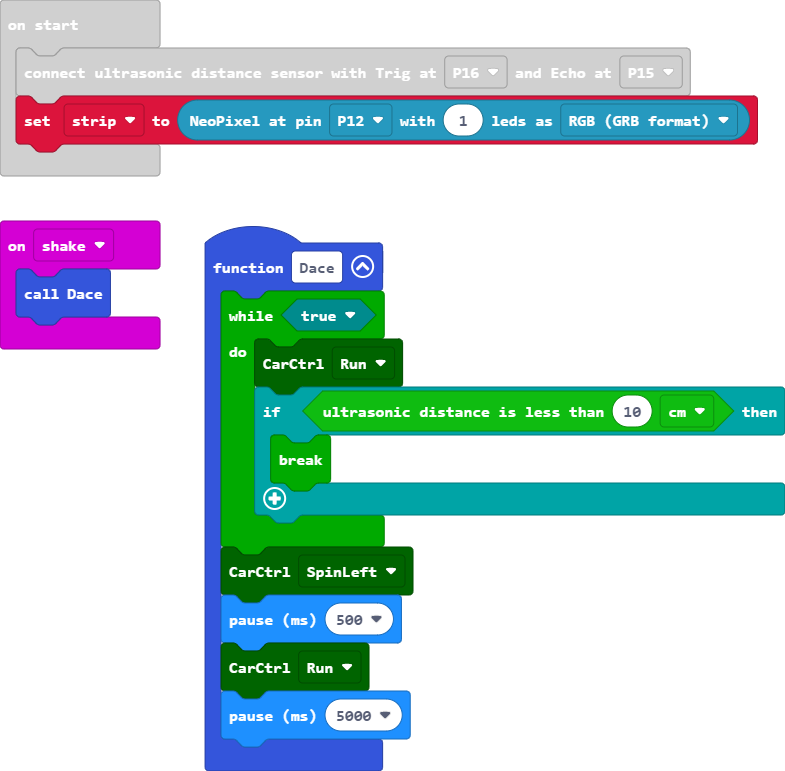 on start
connect ultrasonic distance sensor with Trig at P16 and Echo at P15
set strip to NeoPixel at pin P12 with 1 leds as RGB (GRB format)
on shake
call Dace
function Dace
while true
do
CarCtrl Run
if ultrasonic distance is less than 10 cm then
break
CarCtrl SpinLeft
pause (ms) 500
CarCtrl Run
pause (ms) 5000